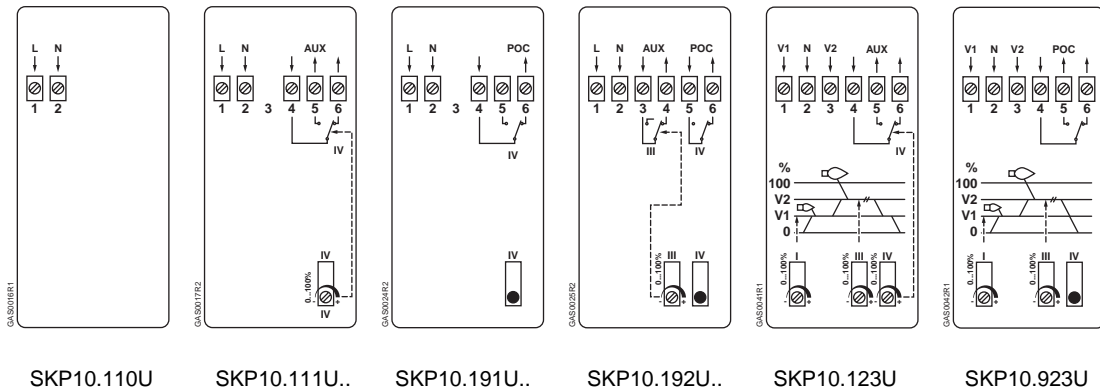 L N
1 2
GAS0016R1
SKP10.110U
L N AUX
1 2 3 4 5 6
IV
IV
0...100%
- +
IV
GAS0017R2
SKP10.111U..
L N POC
1 2 3 4 5 6
IV
IV
GAS0024R2
SKP10.191U..
L N AUX POC
1 2 3 4 5 6
III IV
III IV
0...100%
- +
GAS0025R2
SKP10.192U..
V1 N V2 AUX
1 2 3 4 5 6
IV
%
100
V2
V1
0
I III IV
0...100% 0...100% 0...100%
- + - + - +
GAS0041R1
SKP10.123U
V1 N V2 POC
1 2 3 4 5 6
%
100
V2
V1
0
I III IV
0...100% 0...100%
- + - +
GAS0042R1
SKP10.923U